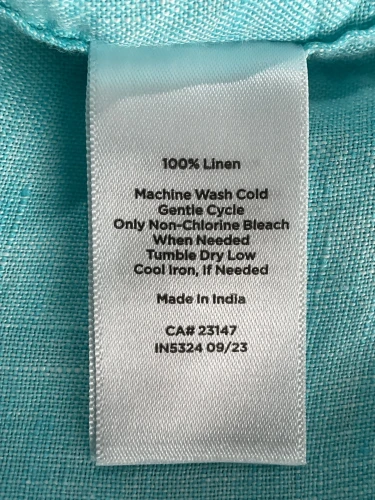 100% Linen
Machine Wash Cold
Gentle Cycle
Only Non-Chlorine Bleach
When Needed
Tumble Dry Low
Cool Iron, If Needed
Made In India
CA# 23147
IN5324 09/23